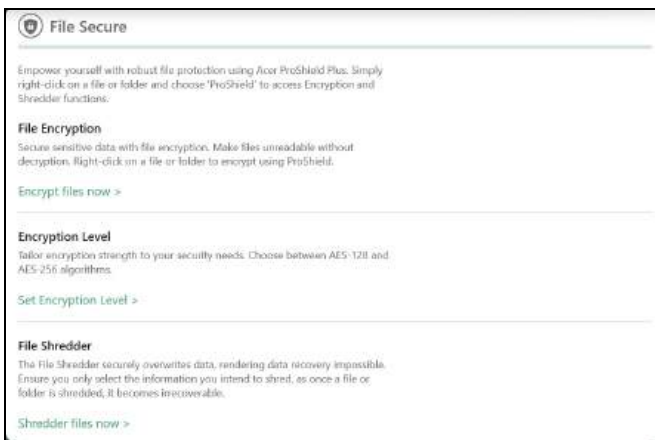 File Secure
Empower yourself with robust file protection using Acer ProShield Plus. Simply
right-click on a file or folder and choose 'ProShield' to access Encryption and
Shredder functions.
File Encryption
Secure sensitive data with file encryption. Make files unreadable without
decryption. Right-click on a file or folder to encrypt using ProShield.
Encrypt files now >
Encryption Level
Tailor encryption strength to your security needs. Choose between AES-128 and
AES-256 algorithms.
Set Encryption Level >
File Shredder
The File Shredder securely overwrites data, rendering data recovery impossible.
Ensure you only select the information you intend to shred, as once a file or
folder is shredded, it becomes irrecoverable.
Shredder files now >